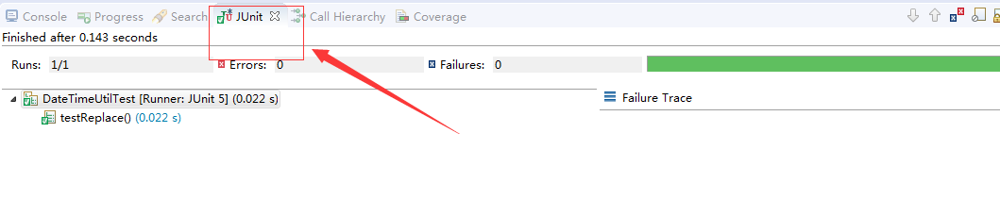 Console Progress Search JUnit Call Hierarchy Coverage
Finished after 0.143 seconds
Runs: 1/1 Errors: 0 Failures: 0
DateTimeUtilTest [Runner: JUnit 5] (0.022 s) Failure Trace
testReplace() (0.022 s)